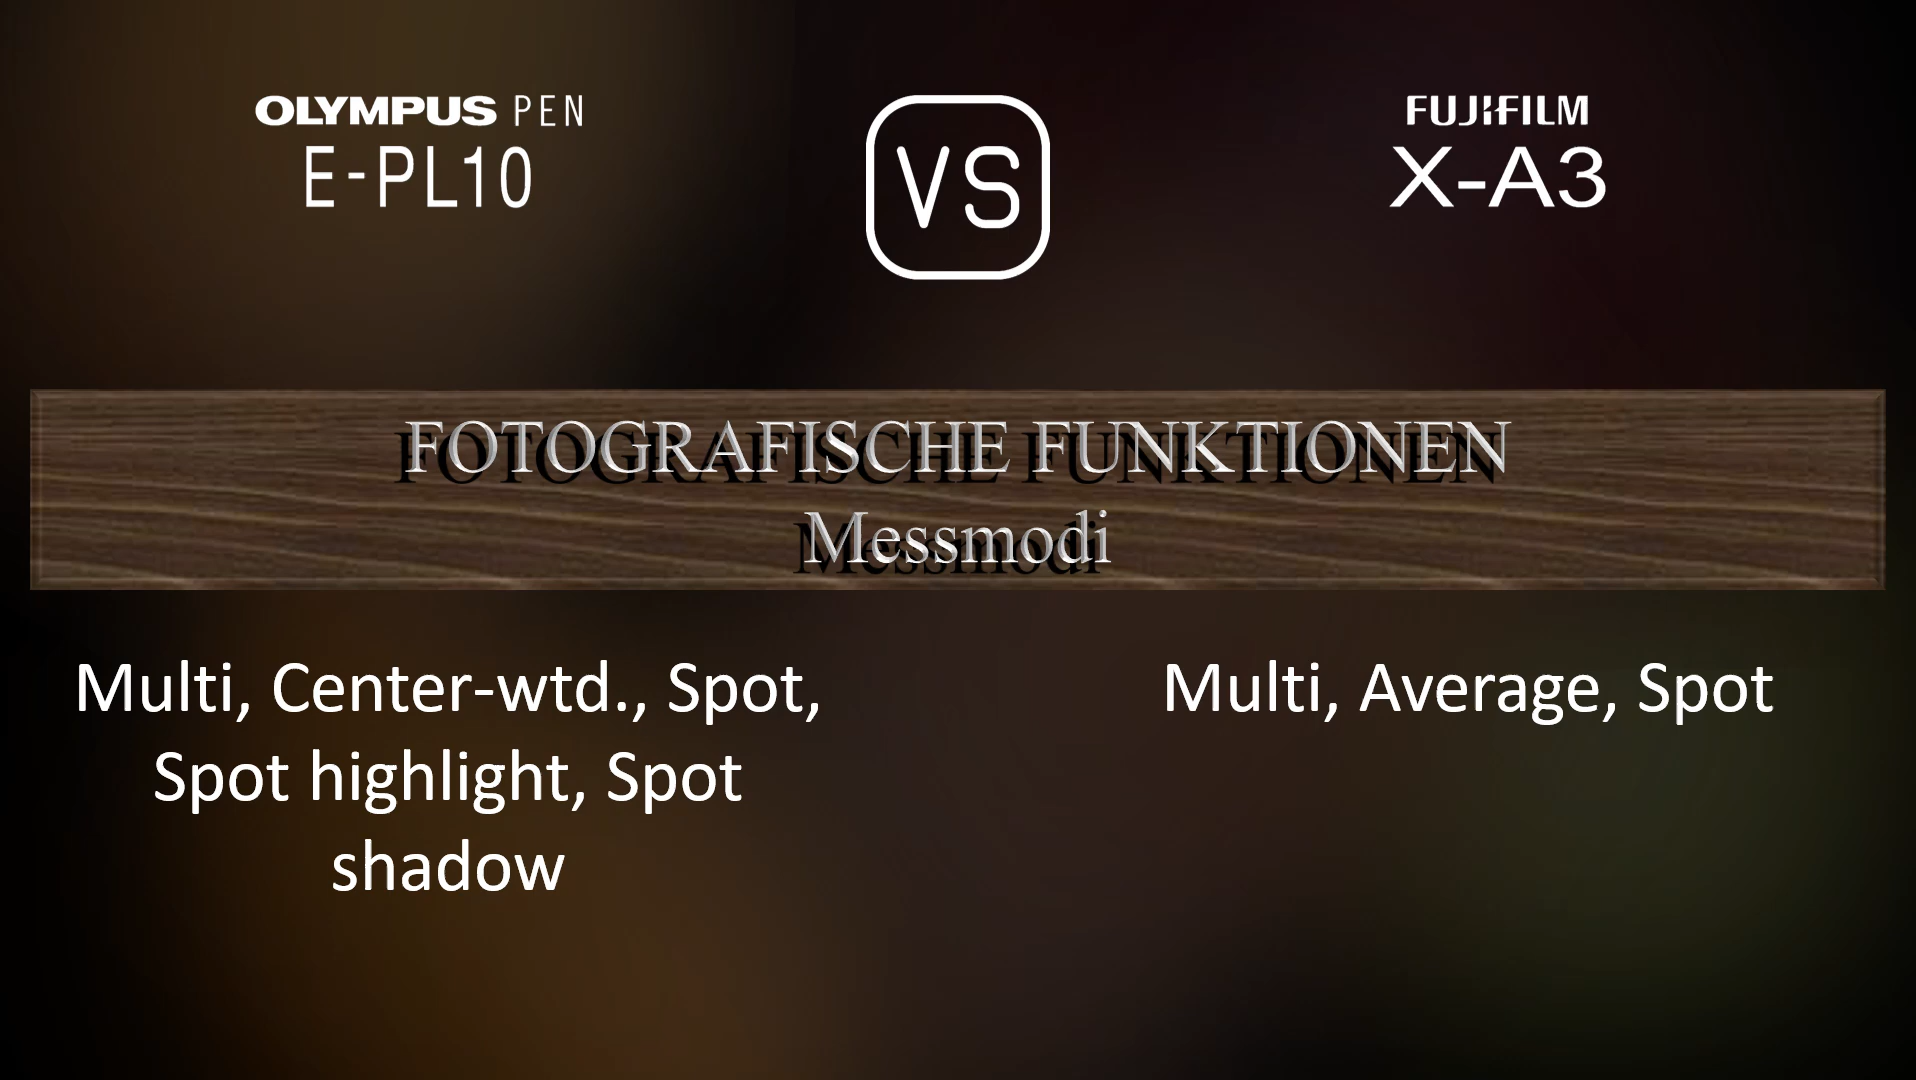 OLYMPUS PEN
E-PL10
VS
FUJIFILM
X-A3
FOTOGRAFISCHE FUNKTIONEN
Messmodi
Multi, Center-wtd., Spot,
Spot highlight, Spot
shadow
Multi, Average, Spot